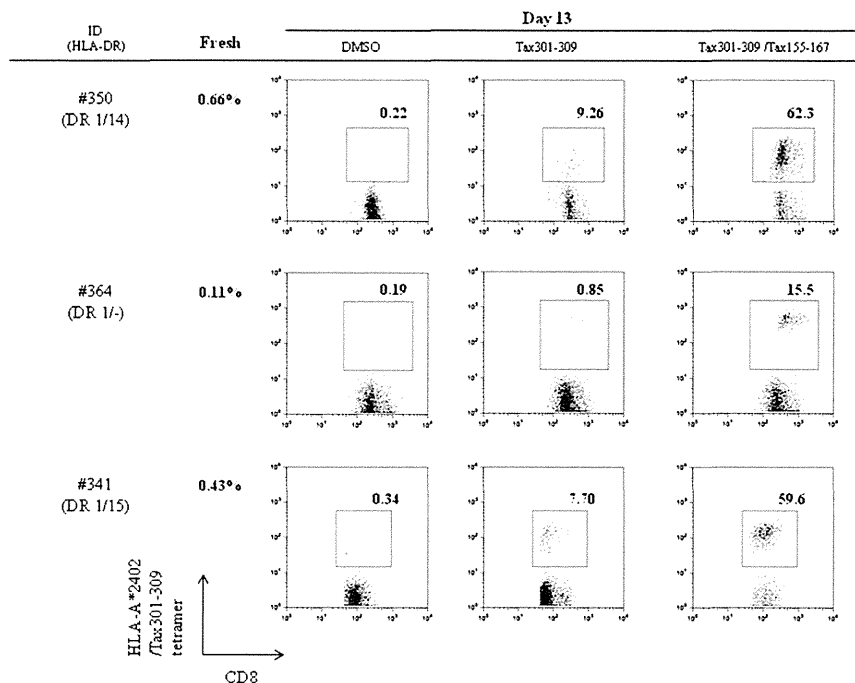 ID
(HLA-DR)
Fresh
Day 13
DMSO
Tax301-309
Tax301-309 /Tax155-167
#350
(DR 1/14)
0.66%
0.22
9.26
62.3
#364
(DR 1/-)
0.11%
0.19
0.85
15.5
#341
(DR 1/15)
0.43%
0.34
7.70
59.6
HLA-A*2402
/Tax301-309
tetramer
CD8